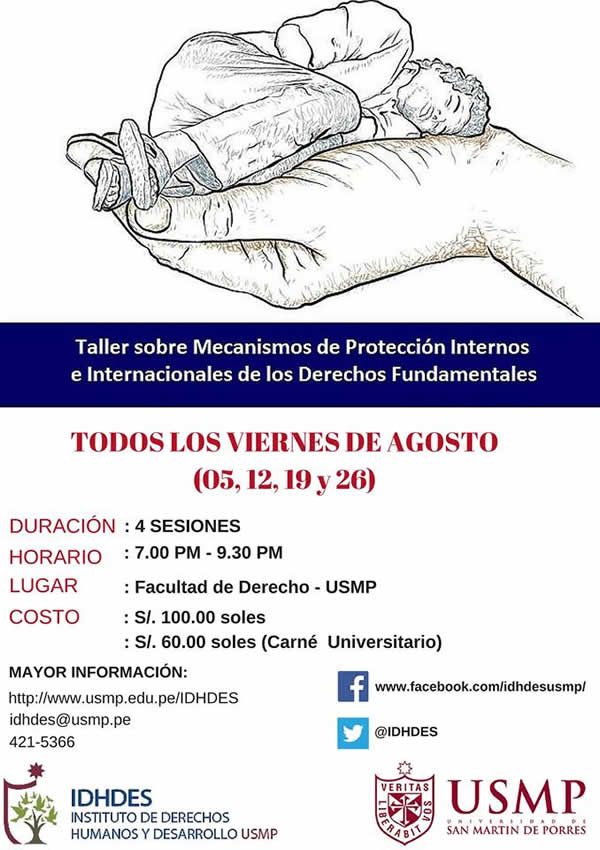 Taller sobre Mecanismos de Protección Internos
e Internacionales de los Derechos Fundamentales
TODOS LOS VIERNES DE AGOSTO
(05, 12, 19 y 26)
DURACIÓN : 4 SESIONES
HORARIO : 7.00 PM - 9.30 PM
LUGAR : Facultad de Derecho - USMP
COSTO : S/. 100.00 soles
: S/. 60.00 soles (Carné Universitario)
MAYOR INFORMACIÓN:
http://www.usmp.edu.pe/IDHDES
idhdes@usmp.pe
421-5366
www.facebook.com/idhdesusmp/
@IDHDES
IDHDES
INSTITUTO DE DERECHOS
HUMANOS Y DESARROLLO USMP
VERITAS
LIBERABIT VOS
USMP
UNIVERSIDAD DE
SAN MARTIN DE PORRES